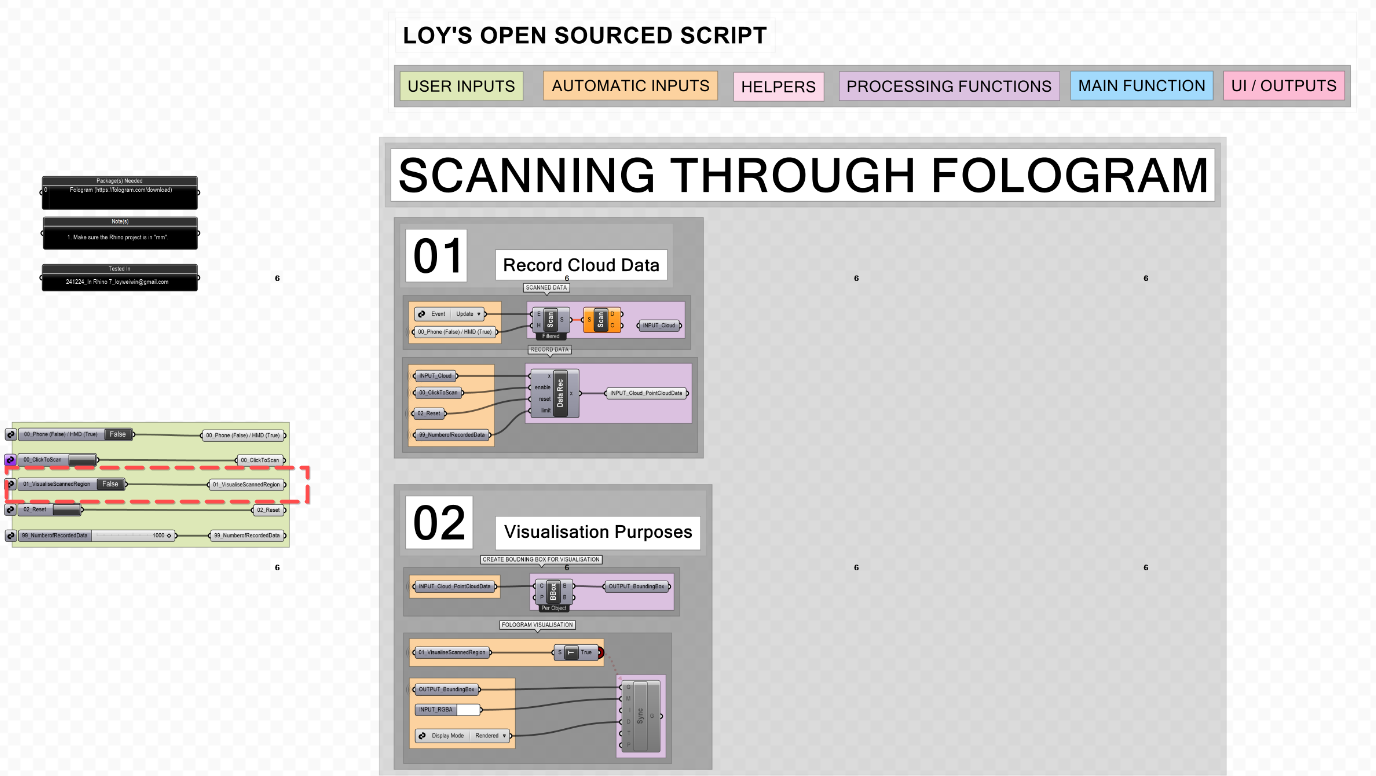 LOY'S OPEN SOURCED SCRIPT
USER INPUTS
AUTOMATIC INPUTS
HELPERS
PROCESSING FUNCTIONS
MAIN FUNCTION
UI / OUTPUTS
SCANNING THROUGH FOLOGRAM
Package(s) Needed
0 Fologram (https://fologram.com/download)
Note(s)
1. Make sure the Rhino project is in "mm"
Tested In
241224_In Rhino 7_loyweiwin@gmail.com
00_Phone (False) / HMD (True) False
00_Phone (False) / HMD (True)
00_ClickToScan
00_ClickToScan
01_VisualiseScannedRegion False
01_VisualiseScannedRegion
02_Reset
02_Reset
99_NumberofRecordedData 1000
99_NumberofRecordedData
01
Record Cloud Data
SCANNED DATA
Event Update
00_Phone (False) / HMD (True)
E
H
Scan
S
Filtered
S
Scan
D
INPUT_Cloud
RECORD DATA
INPUT_Cloud
00_ClickToScan
02_Reset
99_NumberofRecordedData
x
enable
reset
limit
Data Rec
x
INPUT_Cloud_PointCloudData
02
Visualisation Purposes
CREATE BOUDNING BOX FOR VISUALISATION
INPUT_Cloud_PointCloudData
C
P
BBox
B
B
Per Object
OUTPUT_BoundingBox
FOLOGRAM VISUALISATION
01_VisualiseScannedRegion
S
T
True
OUTPUT_BoundingBox
INPUT_RGBA
Display Mode Rendered
Sync
O
6
6
6
6
6
6
6